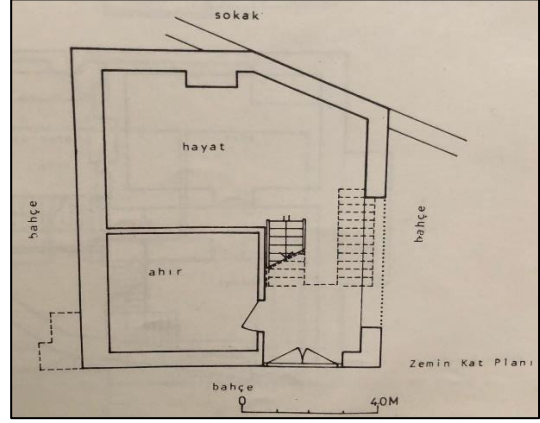 sokak
hayat
bahçe
bahçe
ahır
Zemin Kat Planı
bahçe
0 40M